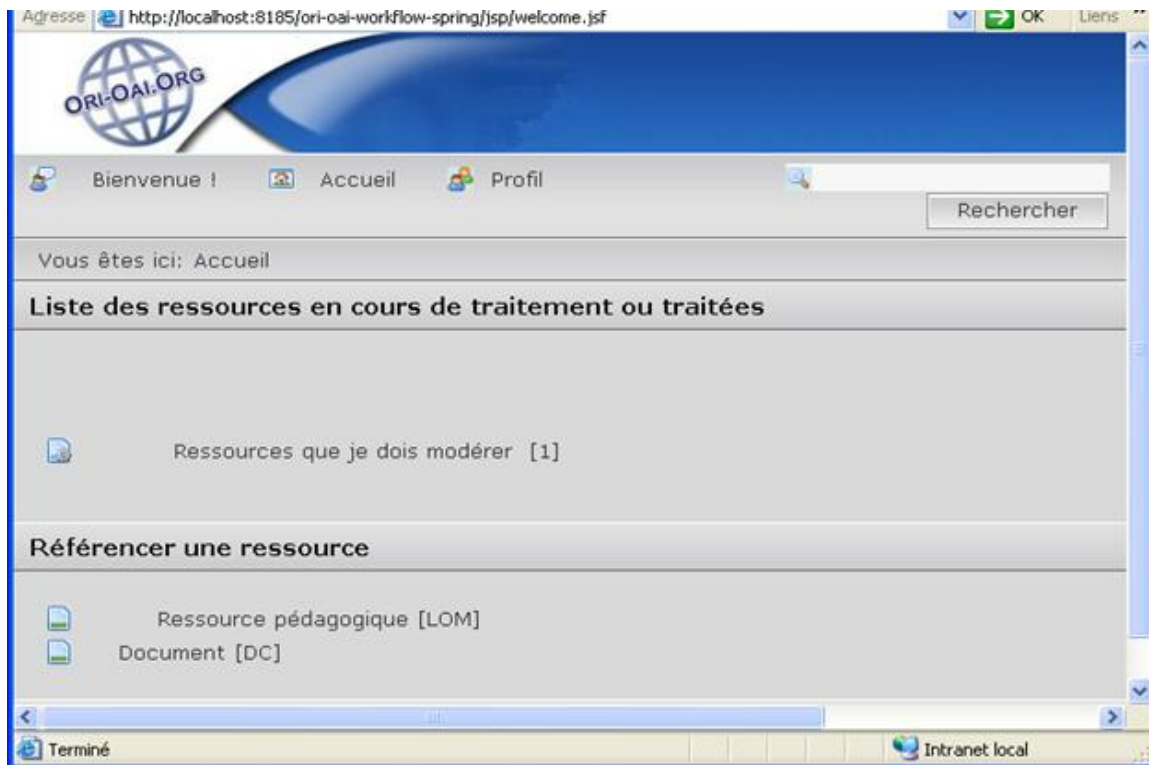 Adresse http://localhost:8185/ori-oai-workflow-spring/jsp/welcome.jsf OK Liens »
ORI-OAI.ORG
Bienvenue ! Accueil Profil
Rechercher
Vous êtes ici: Accueil
Liste des ressources en cours de traitement ou traitées
Ressources que je dois modérer [1]
Référencer une ressource
Ressource pédagogique [LOM]
Document [DC]
Terminé Intranet local